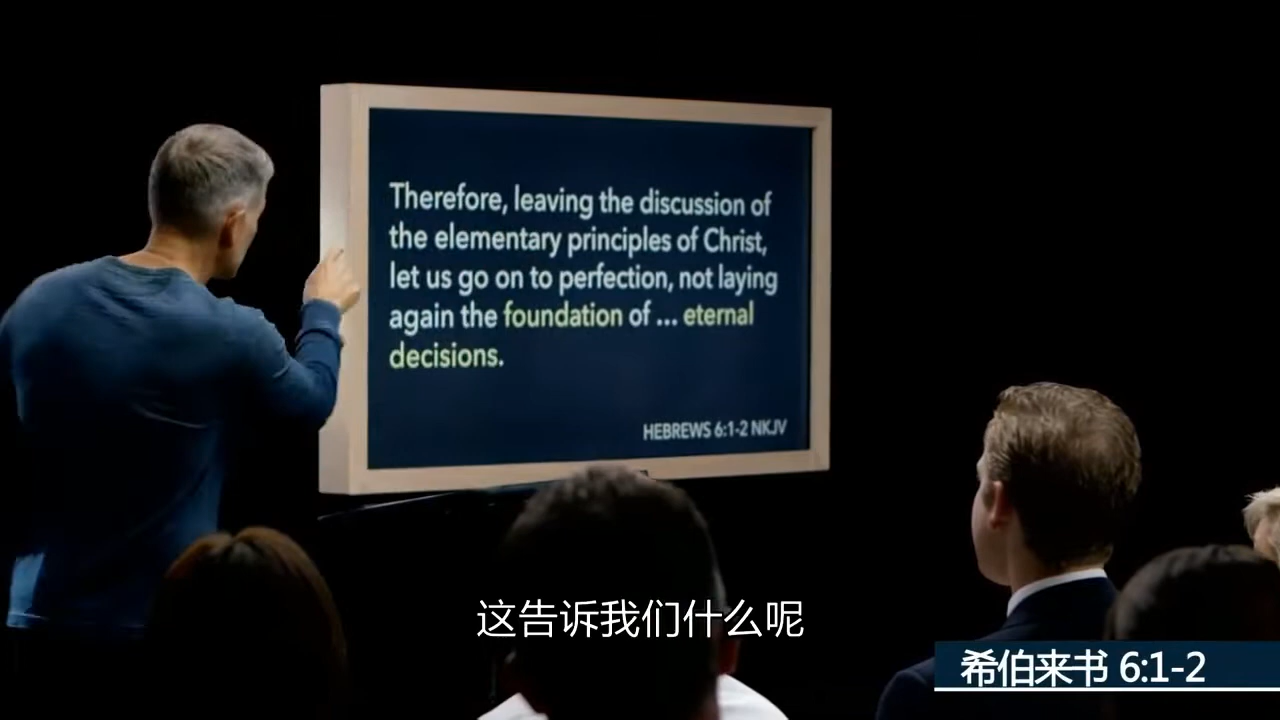 Therefore, leaving the discussion of
the elementary principles of Christ,
let us go on to perfection, not laying
again the foundation of ... eternal
decisions.
HEBREWS 6:1-2 NKJV
这告诉我们什么呢
希伯来书 6:1-2